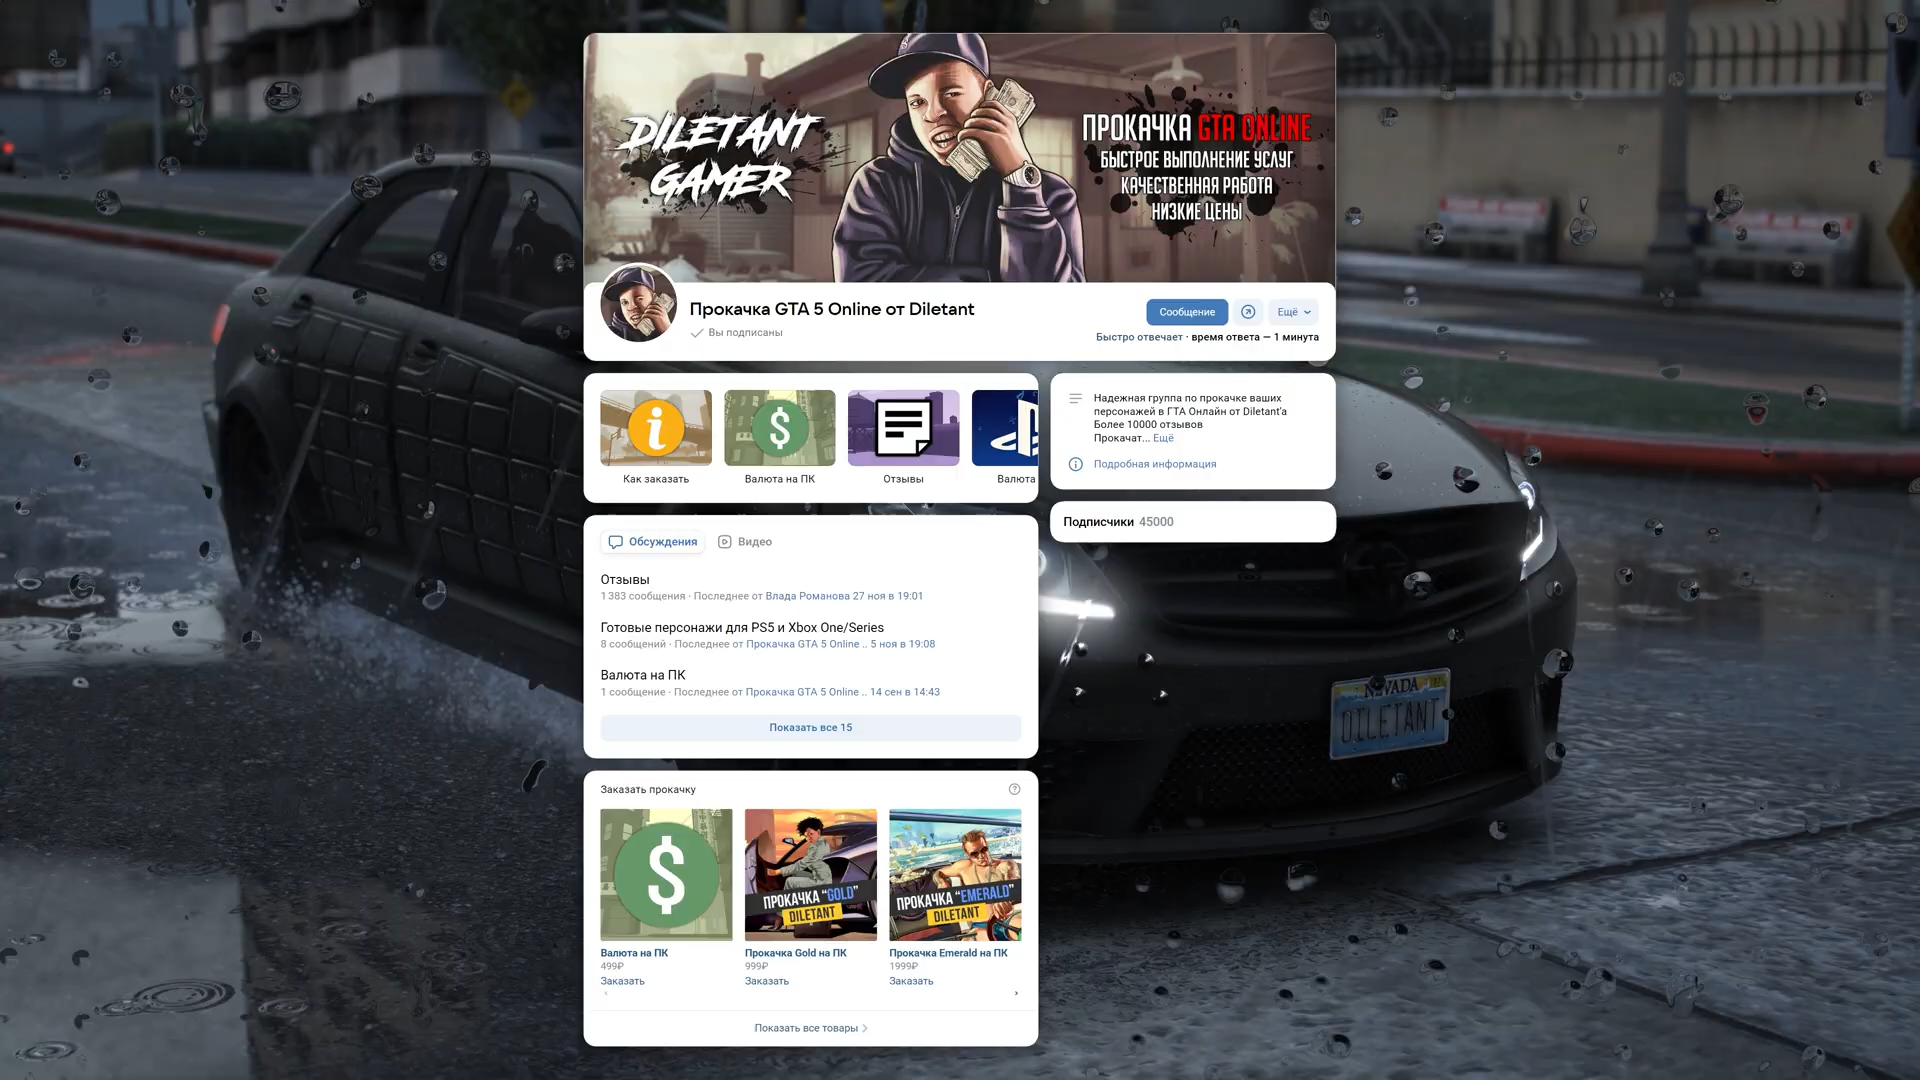 DILETANT
GAMER
ПРОКАЧКА GTA ONLINE
БЫСТРОЕ ВЫПОЛНЕНИЕ УСЛУГ
КАЧЕСТВЕННАЯ РАБОТА
НИЗКИЕ ЦЕНЫ
Прокачка GTA 5 Online от Diletant
Вы подписаны
Сообщение
Ещё
Быстро отвечает · время ответа — 1 минута
Как заказать
Валюта на ПК
Отзывы
Валюта
Надежная группа по прокачке ваших
персонажей в ГТА Онлайн от Diletant'a
Более 10000 отзывов
Прокачат... Ещё
Подробная информация
Подписчики 45000
Обсуждения
Видео
Отзывы
1 383 сообщения · Последнее от Влада Романова 27 ноя в 19:01
Готовые персонажи для PS5 и Xbox One/Series
8 сообщений · Последнее от Прокачка GTA 5 Online .. 5 ноя в 19:08
Валюта на ПК
1 сообщение · Последнее от Прокачка GTA 5 Online .. 14 сен в 14:43
Показать все 15
NEVADA
DILETANT
Заказать прокачку
ПРОКАЧКА "GOLD"
DILETANT
ПРОКАЧКА "EMERALD"
DILETANT
Валюта на ПК
499₽
Заказать
Прокачка Gold на ПК
999₽
Заказать
Прокачка Emerald на ПК
1999₽
Заказать
Показать все товары